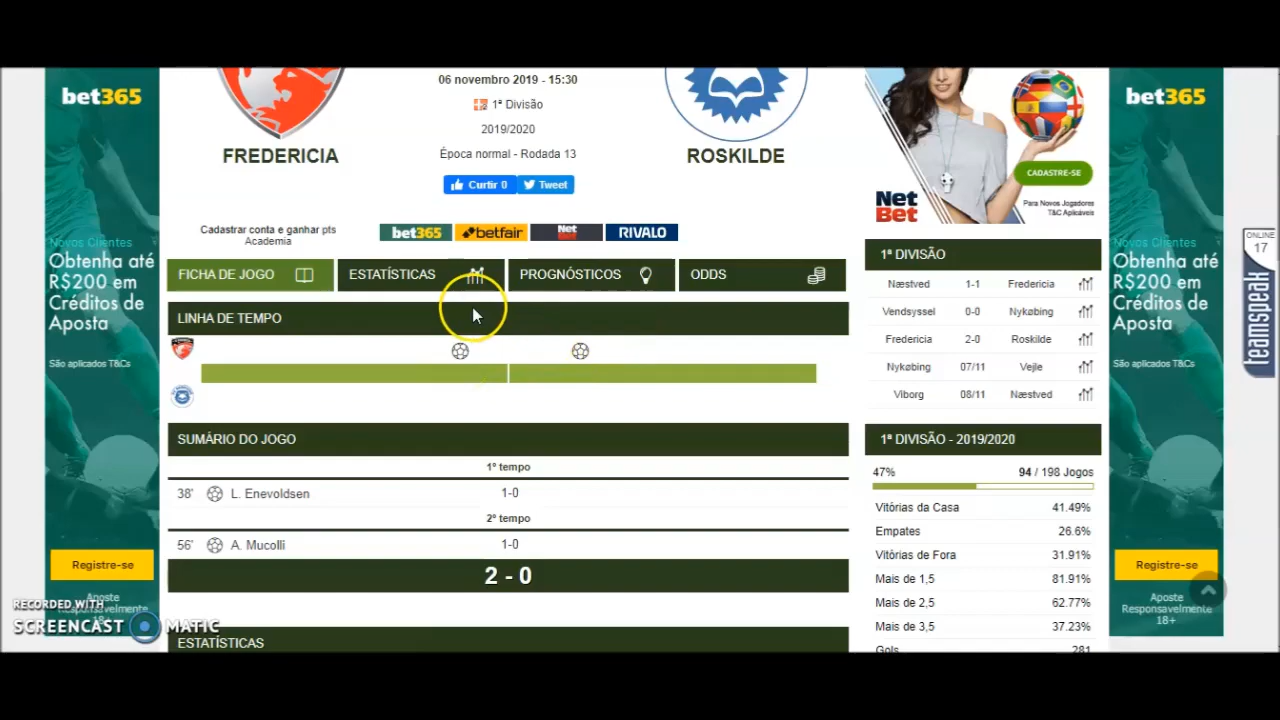 bet365
Novos Clientes
Obtenha até
R$200 em
Créditos de
Aposta
São aplicados T&Cs
Registre-se
Aposte
Responsavelmente
18+
RECORDED WITH
SCREENCAST MATIC
06 novembro 2019 - 15:30
1ª Divisão
2019/2020
FREDERICIA
Época normal - Rodada 13
ROSKILDE
Curtir 0
Tweet
Cadastrar conta e ganhar pts
Academia
bet365
betfair
Net
Bet
RIVALO
FICHA DE JOGO
ESTATÍSTICAS
PROGNÓSTICOS
ODDS
LINHA DE TEMPO
SUMÁRIO DO JOGO
1º tempo
38' L. Enevoldsen 1-0
2º tempo
56' A. Mucolli 1-0
2 - 0
ESTATÍSTICAS
CADASTRE-SE
Net
Bet
Para Novos Jogadores
T&C Aplicáveis
1ª DIVISÃO
Næstved 1-1 Fredericia
Vendsyssel 0-0 Nykøbing
Fredericia 2-0 Roskilde
Nykøbing 07/11 Vejle
Viborg 08/11 Næstved
1ª DIVISÃO - 2019/2020
47% 94 / 198 Jogos
Vitórias da Casa 41.49%
Empates 26.6%
Vitórias de Fora 31.91%
Mais de 1,5 81.91%
Mais de 2,5 62.77%
Mais de 3,5 37.23%
Gols 281
bet365
Novos Clientes
Obtenha até
R$200 em
Créditos de
Aposta
São aplicados T&Cs
Registre-se
Aposte
Responsavelmente
18+
ONLINE
17
teamspeak